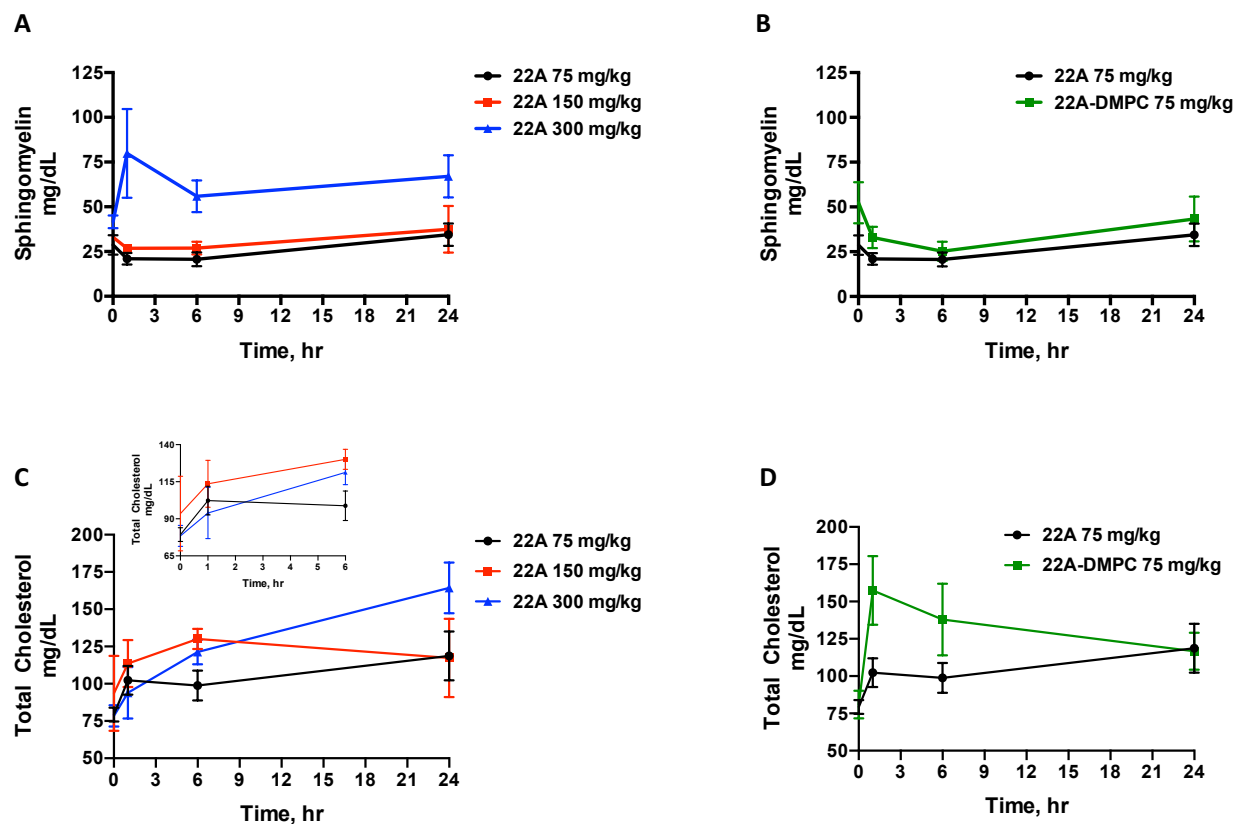 A
125
100
75
50
25
0
Sphingomyelin
mg/dL
0 3 6 9 12 15 18 21 24
Time, hr
22A 75 mg/kg
22A 150 mg/kg
22A 300 mg/kg
B
125
100
75
50
25
0
Sphingomyelin
mg/dL
0 3 6 9 12 15 18 21 24
Time, hr
22A 75 mg/kg
22A-DMPC 75 mg/kg
C
140
115
90
65
Total Cholesterol
mg/dL
0 1 2 3 4 5 6
Time, hr
200
175
150
125
100
75
50
Total Cholesterol
mg/dL
0 3 6 9 12 15 18 21 24
Time, hr
22A 75 mg/kg
22A 150 mg/kg
22A 300 mg/kg
D
200
175
150
125
100
75
50
Total Cholesterol
mg/dL
0 3 6 9 12 15 18 21 24
Time, hr
22A 75 mg/kg
22A-DMPC 75 mg/kg